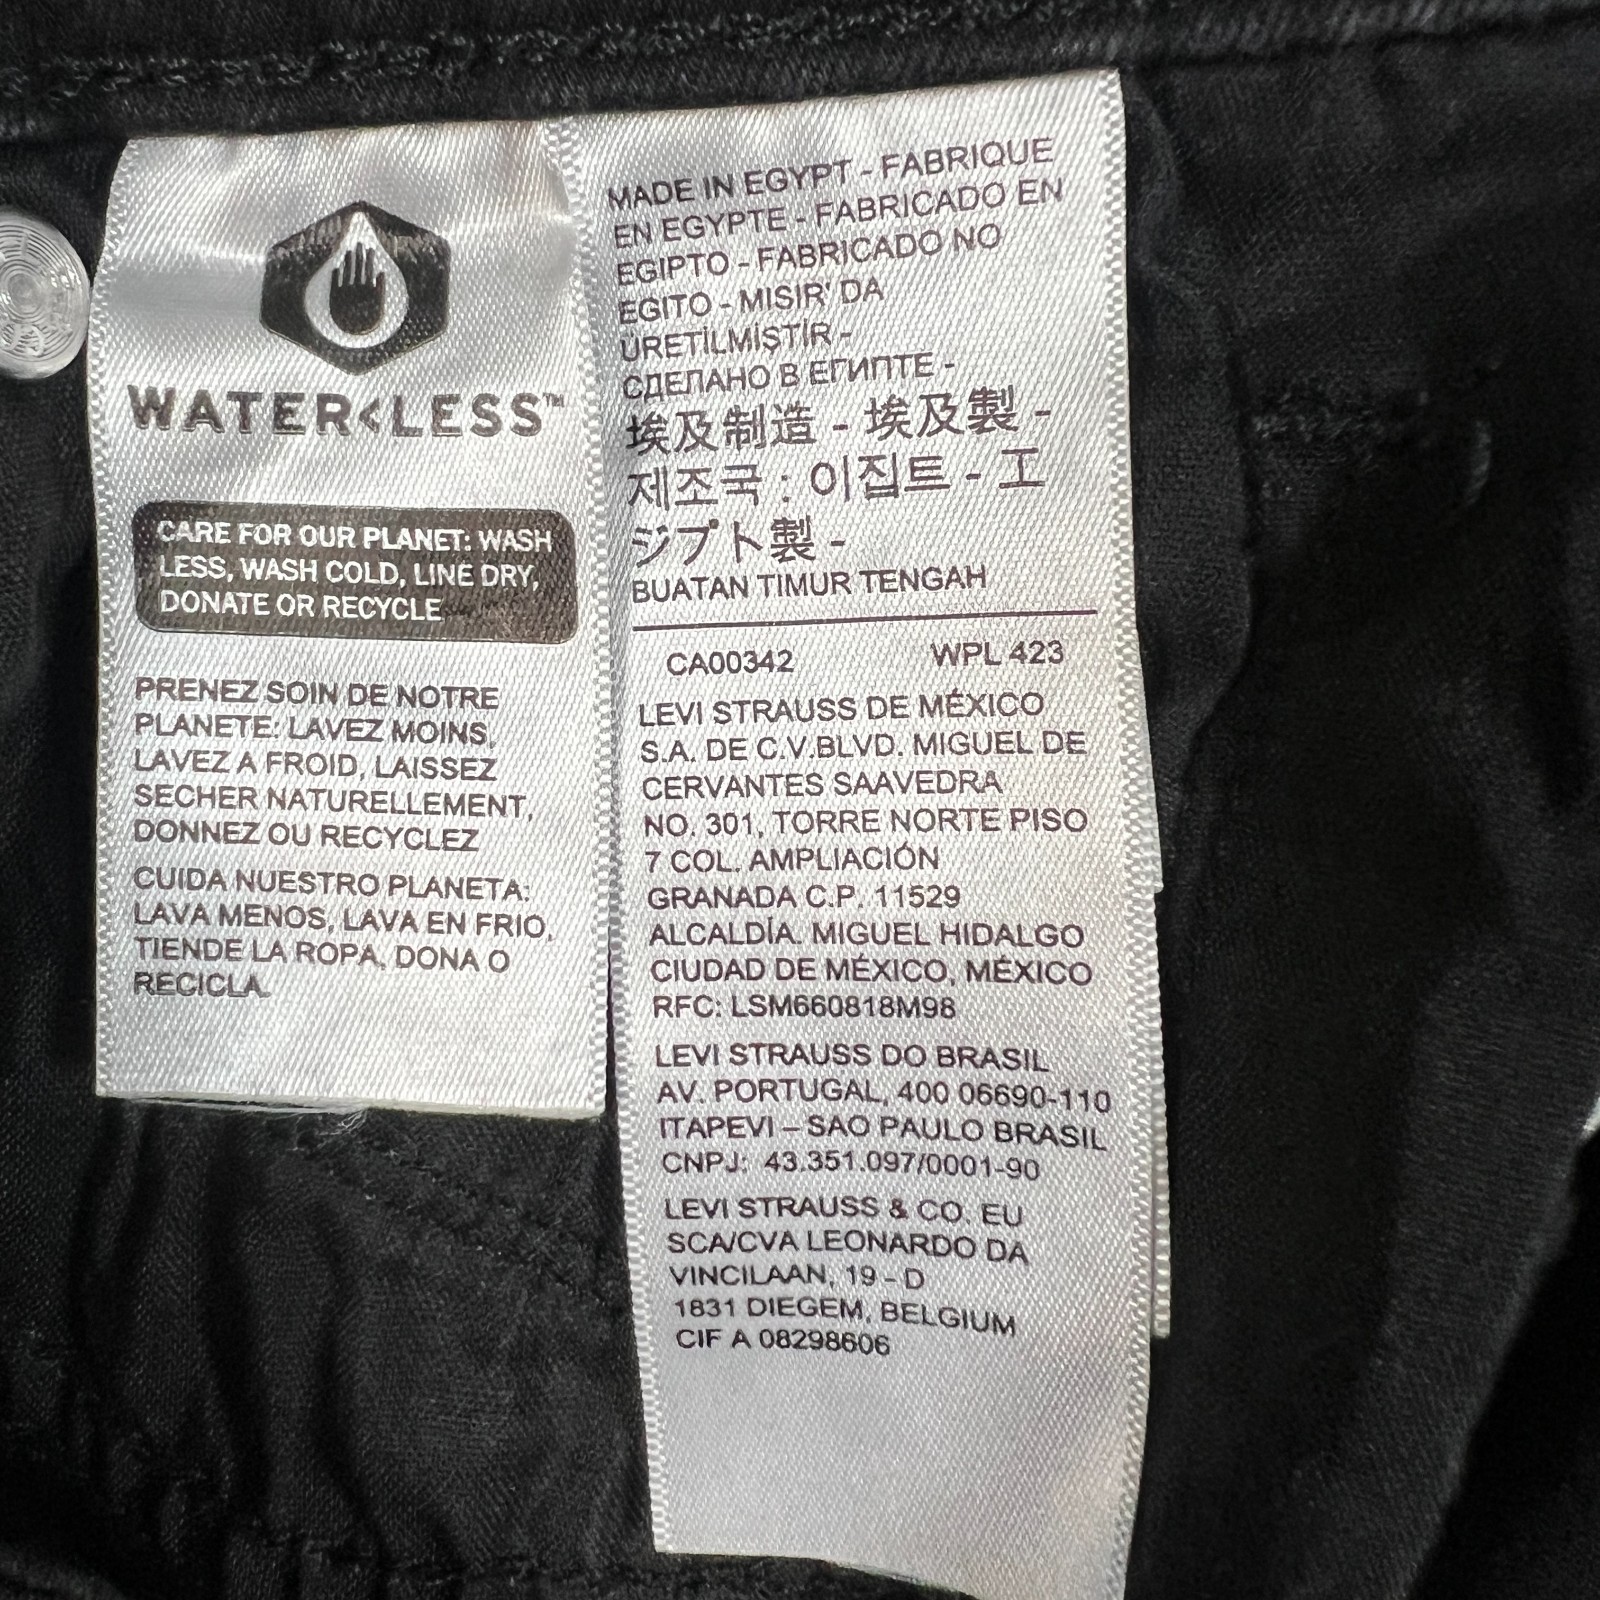 WATER<LESS™
CARE FOR OUR PLANET: WASH
LESS, WASH COLD, LINE DRY,
DONATE OR RECYCLE
PRENEZ SOIN DE NOTRE
PLANETE: LAVEZ MOINS,
LAVEZ A FROID, LAISSEZ
SECHER NATURELLEMENT,
DONNEZ OU RECYCLEZ
CUIDA NUESTRO PLANETA:
LAVA MENOS, LAVA EN FRIO,
TIENDE LA ROPA, DONA O
RECICLA.
MADE IN EGYPT - FABRIQUE
EN EGYPTE - FABRICADO EN
EGIPTO - FABRICADO NO
EGITO - MISIR' DA
ÜRETİLMİŞTİR -
СДЕЛАНО В ЕГИПТЕ -
埃及制造 - 埃及製 -
제조국 : 이집트 - エ
ジプト製 -
BUATAN TIMUR TENGAH
CA00342 WPL 423
LEVI STRAUSS DE MÉXICO
S.A. DE C.V.BLVD. MIGUEL DE
CERVANTES SAAVEDRA
NO. 301, TORRE NORTE PISO
7 COL. AMPLIACIÓN
GRANADA C.P. 11529
ALCALDÍA. MIGUEL HIDALGO
CIUDAD DE MÉXICO, MÉXICO
RFC: LSM660818M98
LEVI STRAUSS DO BRASIL
AV. PORTUGAL, 400 06690-110
ITAPEVI – SAO PAULO BRASIL
CNPJ: 43.351.097/0001-90
LEVI STRAUSS & CO. EU
SCA/CVA LEONARDO DA
VINCILAAN, 19 - D
1831 DIEGEM, BELGIUM
CIF A 08298606